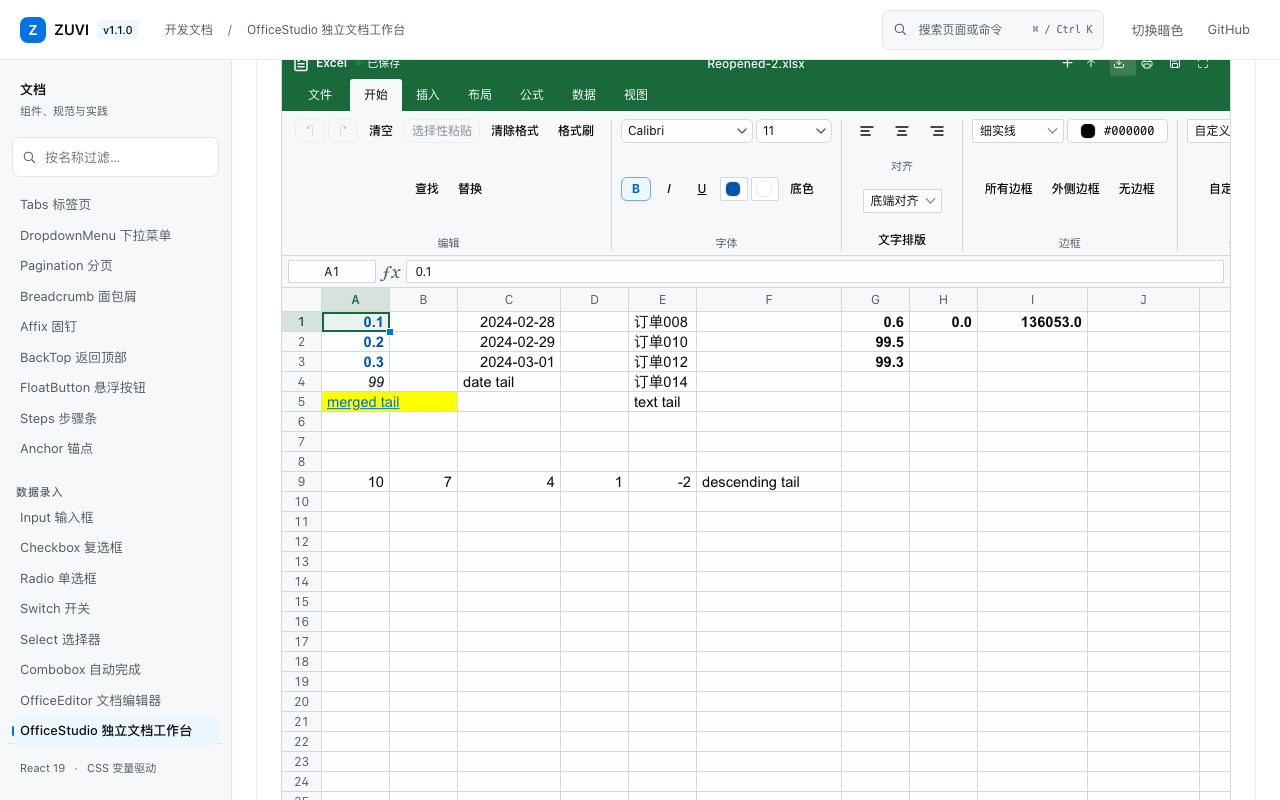 Z ZUVI v1.1.0 开发文档 / OfficeStudio 独立文档工作台 搜索页面或命令 ⌘ / Ctrl K 切换暗色 GitHub
文档
组件、规范与实践
按名称过滤...
Tabs 标签页
DropdownMenu 下拉菜单
Pagination 分页
Breadcrumb 面包屑
Affix 固钉
BackTop 返回顶部
FloatButton 悬浮按钮
Steps 步骤条
Anchor 锚点
数据录入
Input 输入框
Checkbox 复选框
Radio 单选框
Switch 开关
Select 选择器
Combobox 自动完成
OfficeEditor 文档编辑器
OfficeStudio 独立文档工作台
React 19 · CSS 变量驱动
Excel 已保存 Reopened-2.xlsx
文件 开始 插入 布局 公式 数据 视图
清空 选择性粘贴 清除格式 格式刷
查找 替换
编辑
Calibri 11
B I U 底色
字体
对齐
底端对齐
文字排版
细实线 #000000
所有边框 外侧边框 无边框
边框
自定义
A1 fx 0.1
A B C D E F G H I J
1 0.1 2024-02-28 订单008 0.6 0.0 136053.0
2 0.2 2024-02-29 订单010 99.5
3 0.3 2024-03-01 订单012 99.3
4 99 date tail 订单014
5 merged tail text tail
6
7
8
9 10 7 4 1 -2 descending tail
10
11
12
13
14
15
16
17
18
19
20
21
22
23
24